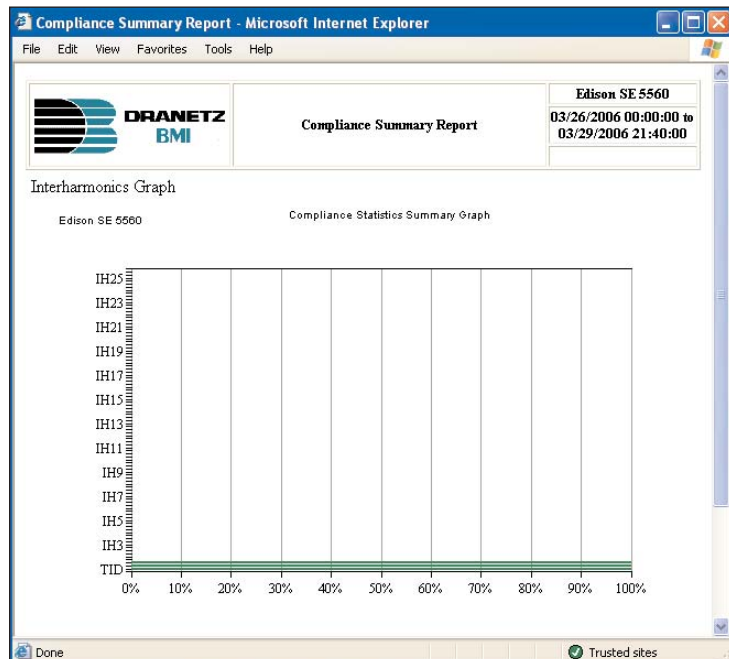 Compliance Summary Report - Microsoft Internet Explorer
File Edit View Favorites Tools Help
DRANETZ
BMI
Compliance Summary Report
Edison SE 5560
03/26/2006 00:00:00 to
03/29/2006 21:40:00
Interharmonics Graph
Edison SE 5560
Compliance Statistics Summary Graph
IH25
IH23
IH21
IH19
IH17
IH15
IH13
IH11
IH9
IH7
IH5
IH3
TID
0% 10% 20% 30% 40% 50% 60% 70% 80% 90% 100%
Done
Trusted sites